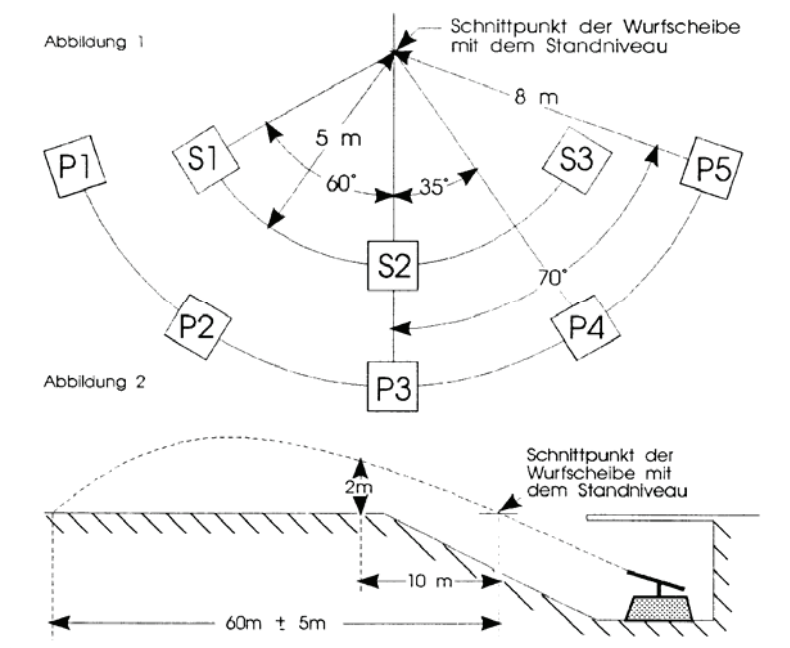 Abbildung 1
Schnittpunkt der Wurfscheibe
mit dem Standniveau
8 m
5 m
P1
S1
S3
P5
60°
35°
S2
70°
P2
P4
P3
Abbildung 2
Schnittpunkt der
Wurfscheibe mit
dem Standniveau
2m
10 m
60m ± 5m